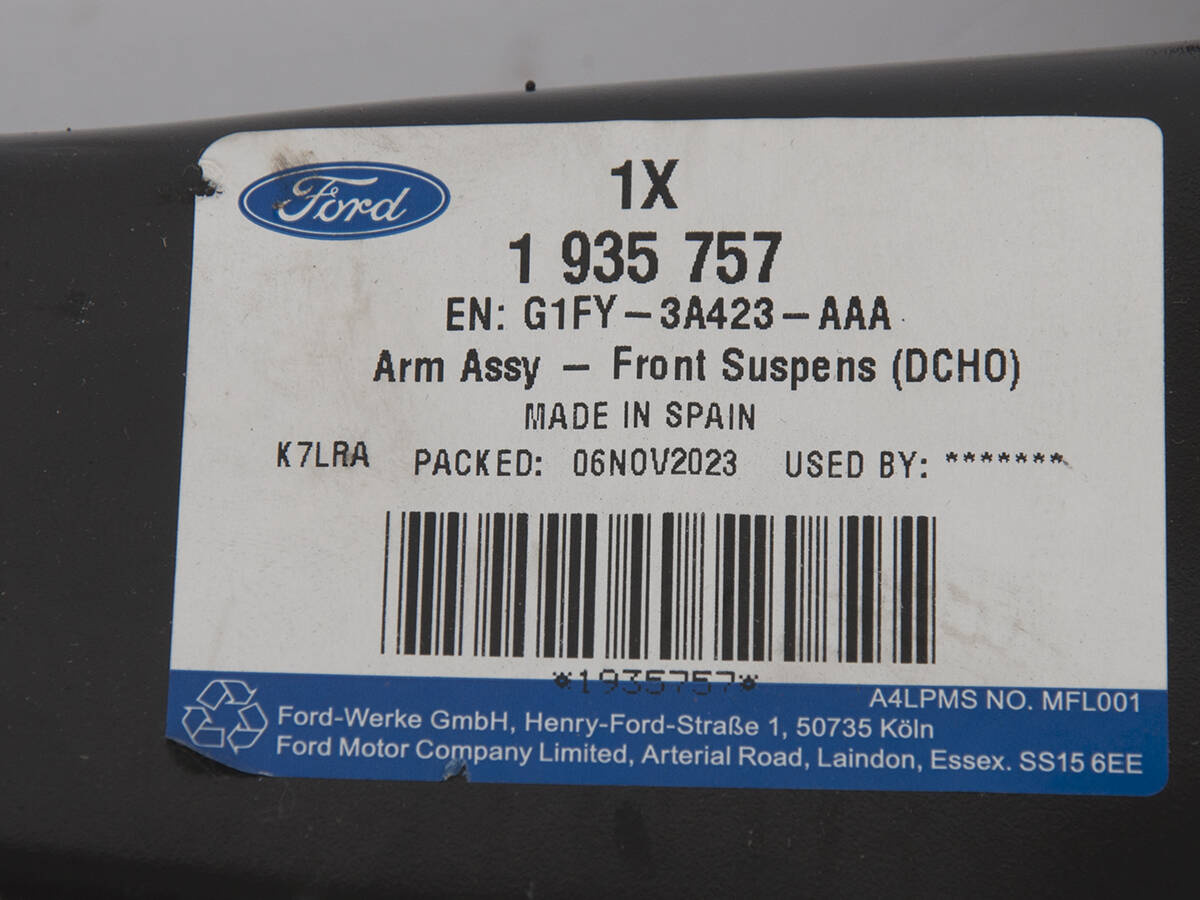 Ford
1X
1 935 757
EN: G1FY-3A423-AAA
Arm Assy - Front Suspens (DCHO)
MADE IN SPAIN
K7LRA PACKED: 06NOV2023 USED BY: *******
*1935757*
A4LPMS NO. MFL001
Ford-Werke GmbH, Henry-Ford-Straße 1, 50735 Köln
Ford Motor Company Limited, Arterial Road, Laindon, Essex. SS15 6EE